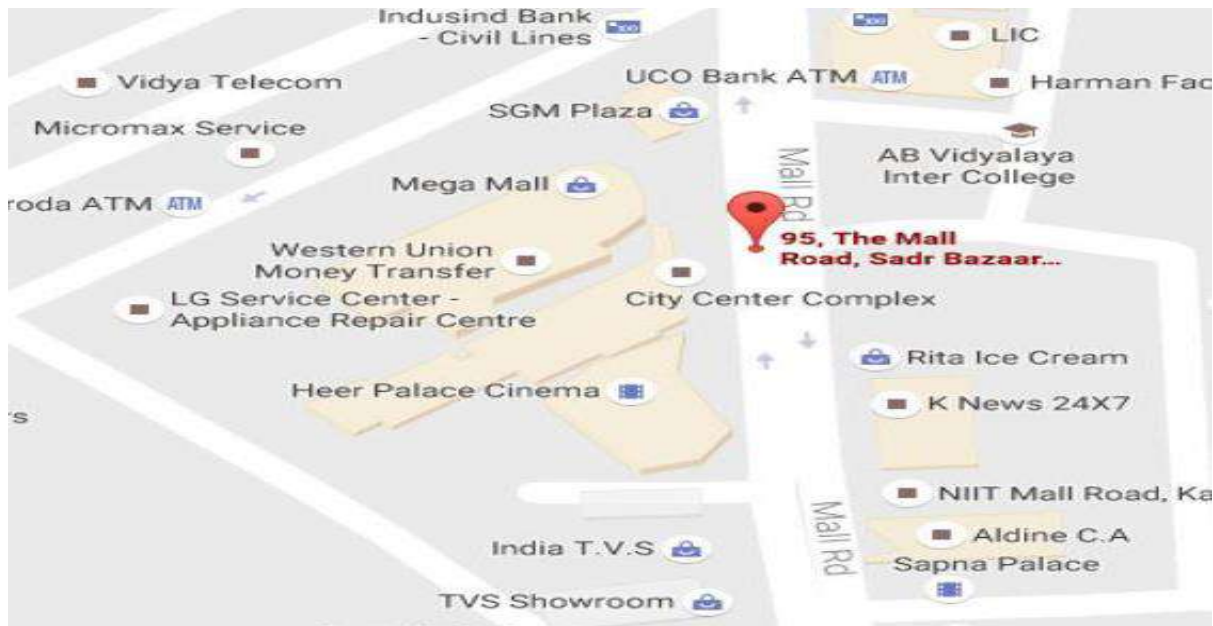 Indusind Bank
- Civil Lines
LIC
Vidya Telecom
UCO Bank ATM
ATM
Harman Fac
SGM Plaza
Micromax Service
AB Vidyalaya
Inter College
Mall Rd
Mega Mall
roda ATM
ATM
95, The Mall
Road, Sadr Bazaar...
Western Union
Money Transfer
City Center Complex
LG Service Center -
Appliance Repair Centre
Rita Ice Cream
Heer Palace Cinema
K News 24X7
s
NIIT Mall Road, Ka
Mall Rd
India T.V.S
Aldine C.A
Sapna Palace
TVS Showroom